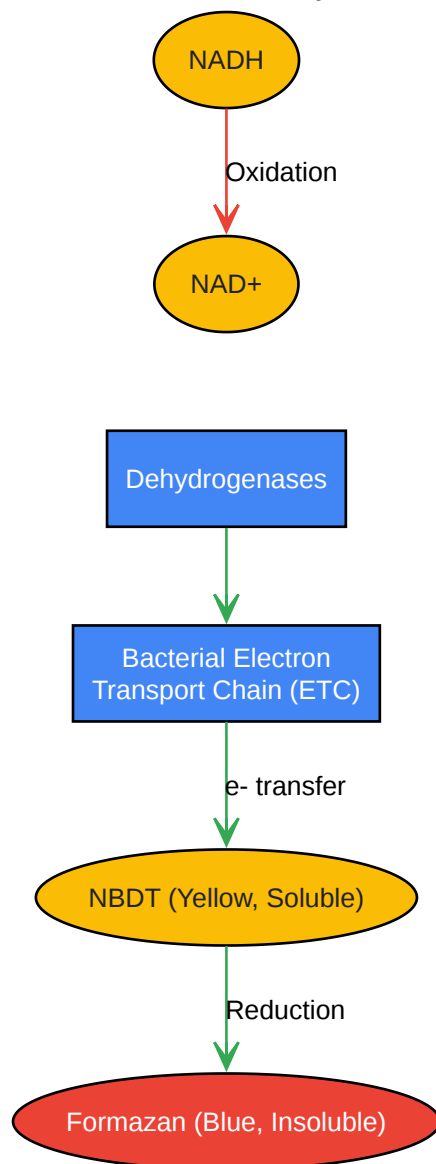 NADH
Oxidation
NAD+
Dehydrogenases
Bacterial Electron
Transport Chain (ETC)
e- transfer
NBDT (Yellow, Soluble)
Reduction
Formazan (Blue, Insoluble)